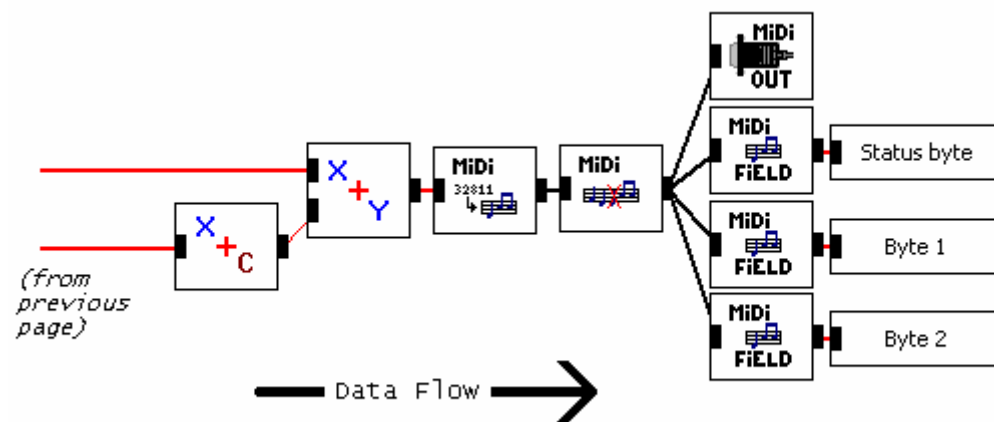 MiDi
OUT
MiDi
FiELD
Status byte
X
+
Y
MiDi
32811
MiDi
X
+
C
MiDi
FiELD
Byte 1
(from
previous
page)
MiDi
FiELD
Byte 2
Data Flow